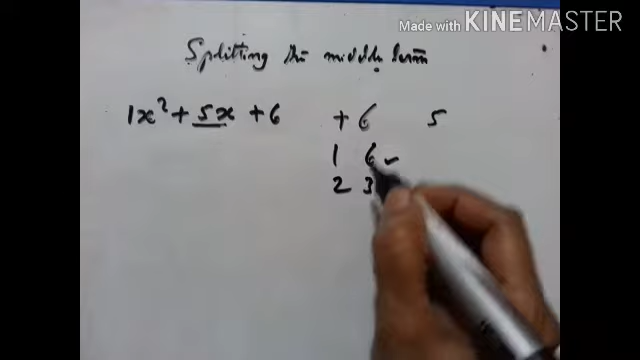 Made with KINEMASTER
Splitting the middle term
1x² + 5x + 6 +6 5
1 6
2 3